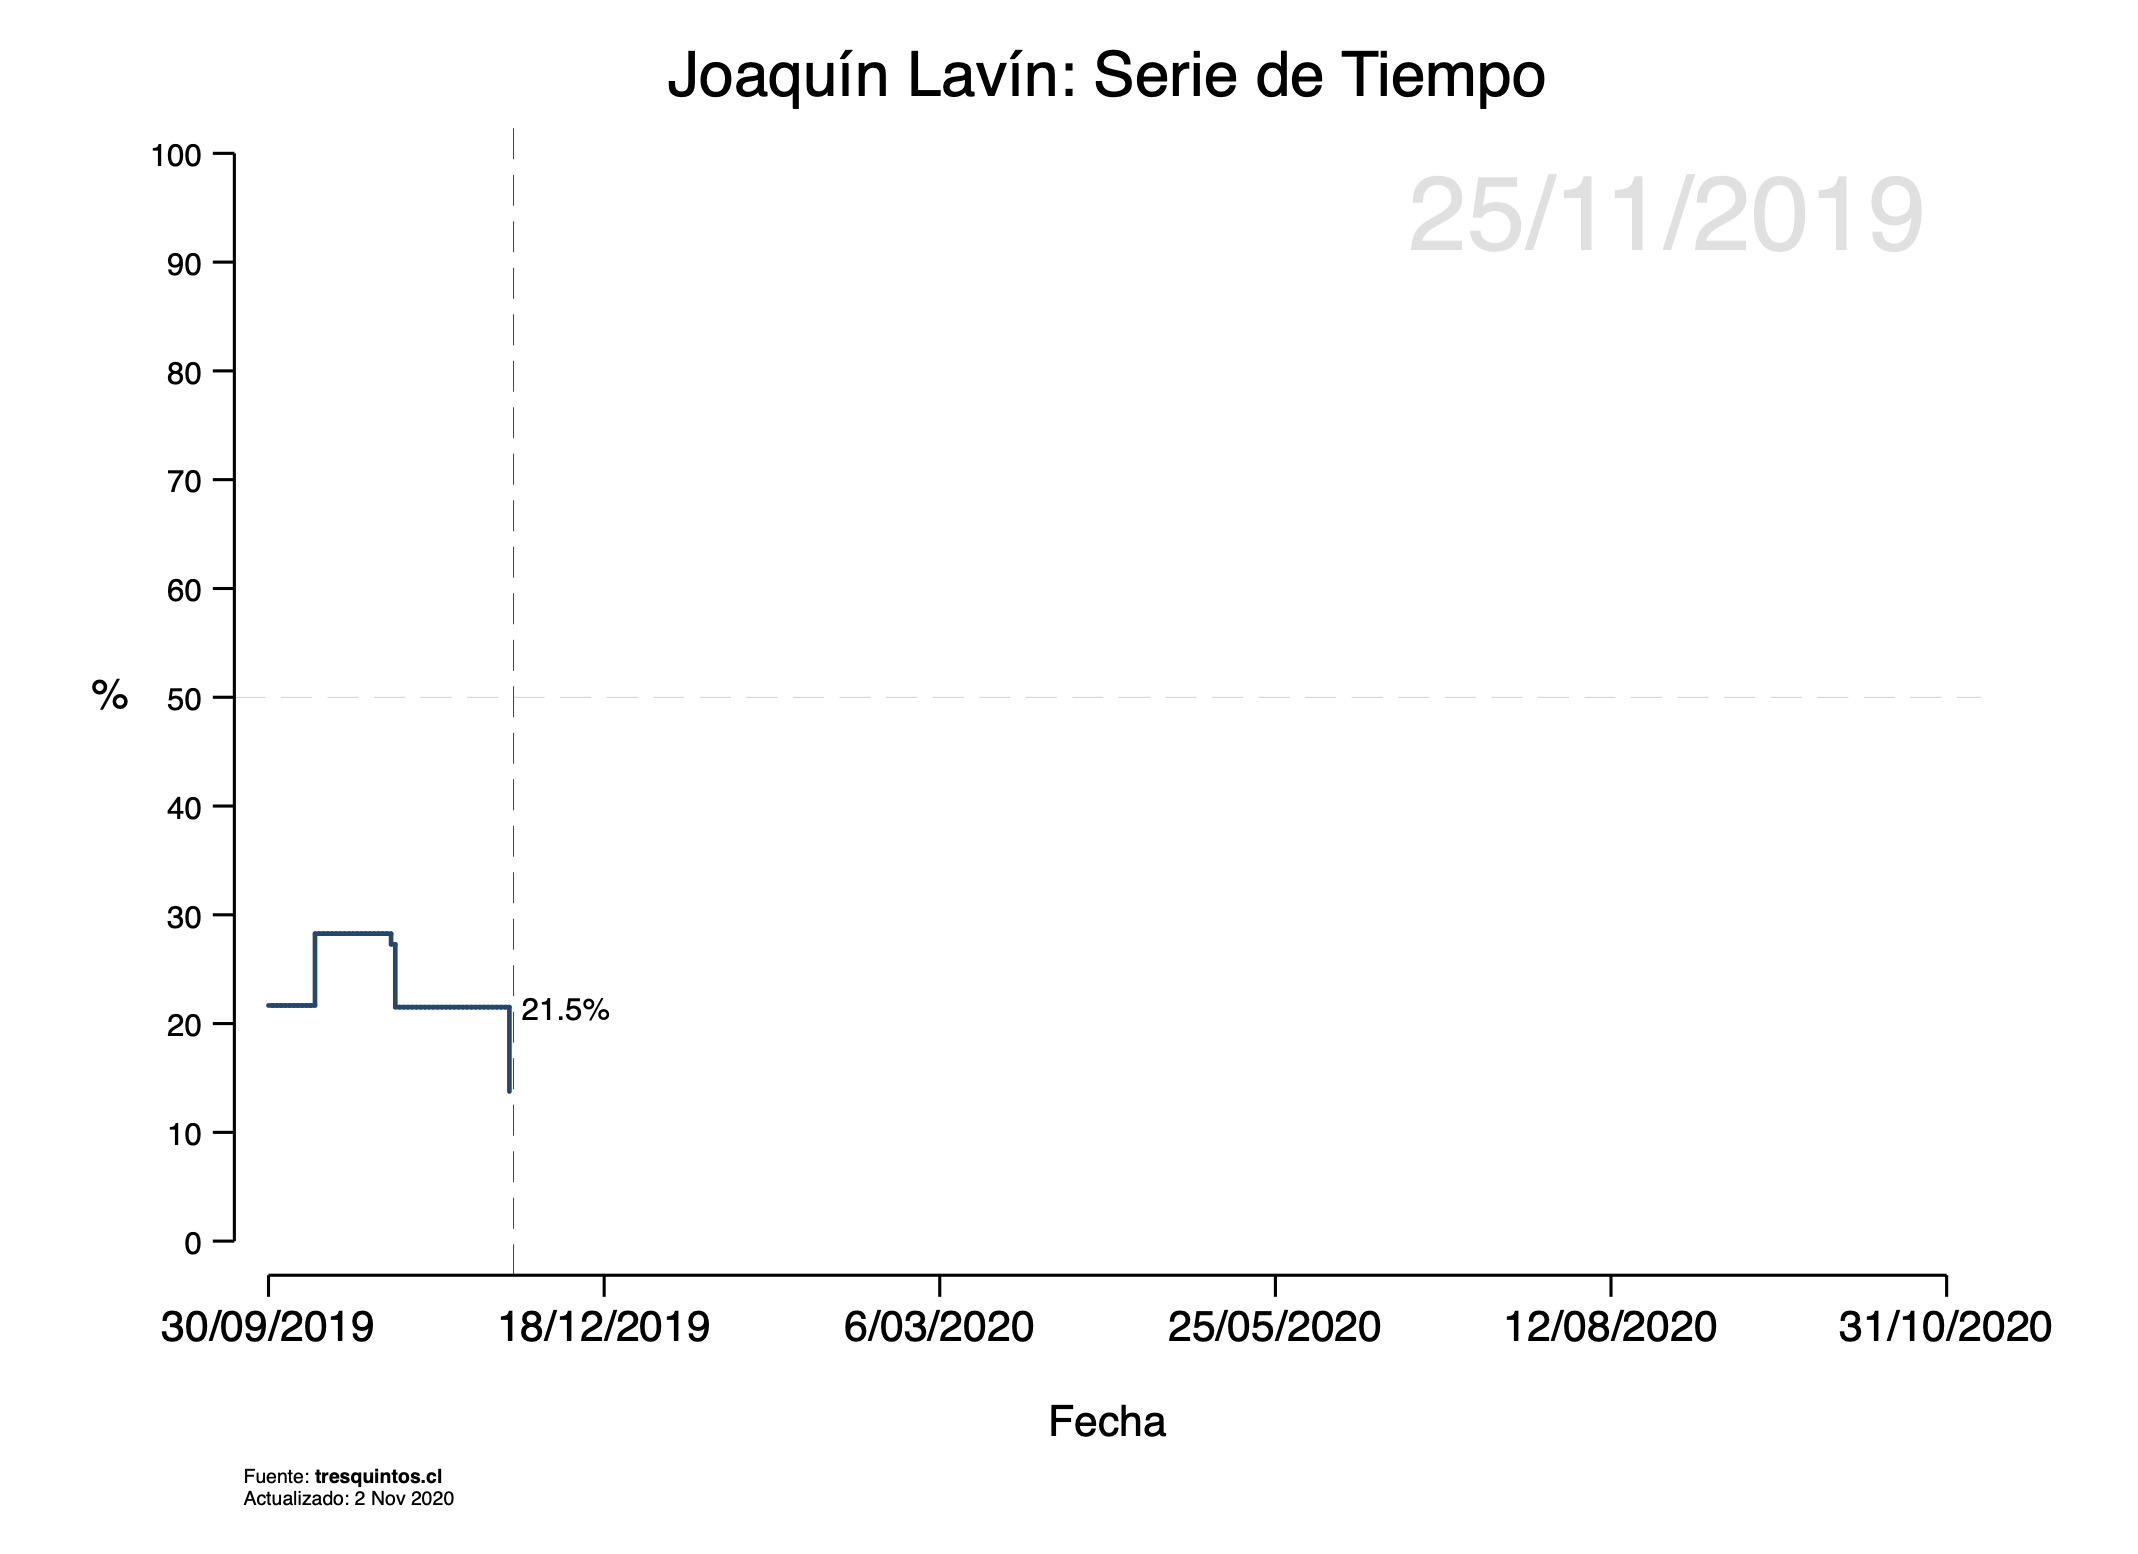 Joaquín Lavín: Serie de Tiempo
25/11/2019
100
90
80
70
60
50
40
30
20
10
0
%
21.5%
30/09/2019 18/12/2019 6/03/2020 25/05/2020 12/08/2020 31/10/2020
Fecha
Fuente: tresquintos.cl
Actualizado: 2 Nov 2020